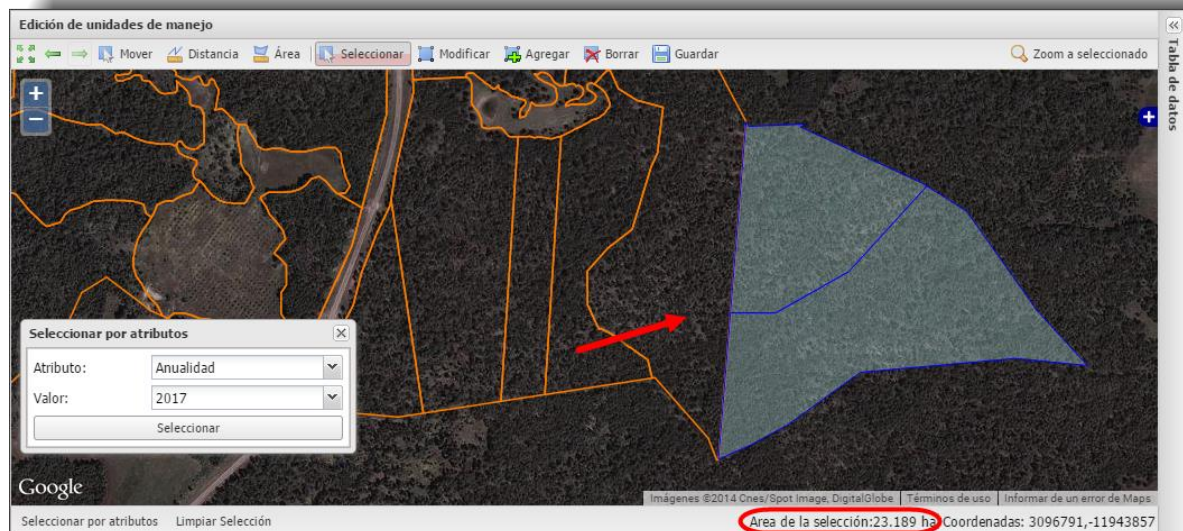 Edición de unidades de manejo
Mover Distancia Área Seleccionar Modificar Agregar Borrar Guardar Zoom a seleccionado
Tabla de datos
+
−
+
Seleccionar por atributos
Atributo: Anualidad
Valor: 2017
Seleccionar
Google
Imágenes ©2014 Cnes/Spot Image, DigitalGlobe Términos de uso Informar de un error de Maps
Seleccionar por atributos Limpiar Selección Area de la selección:23.189 ha Coordenadas: 3096791,-11943857